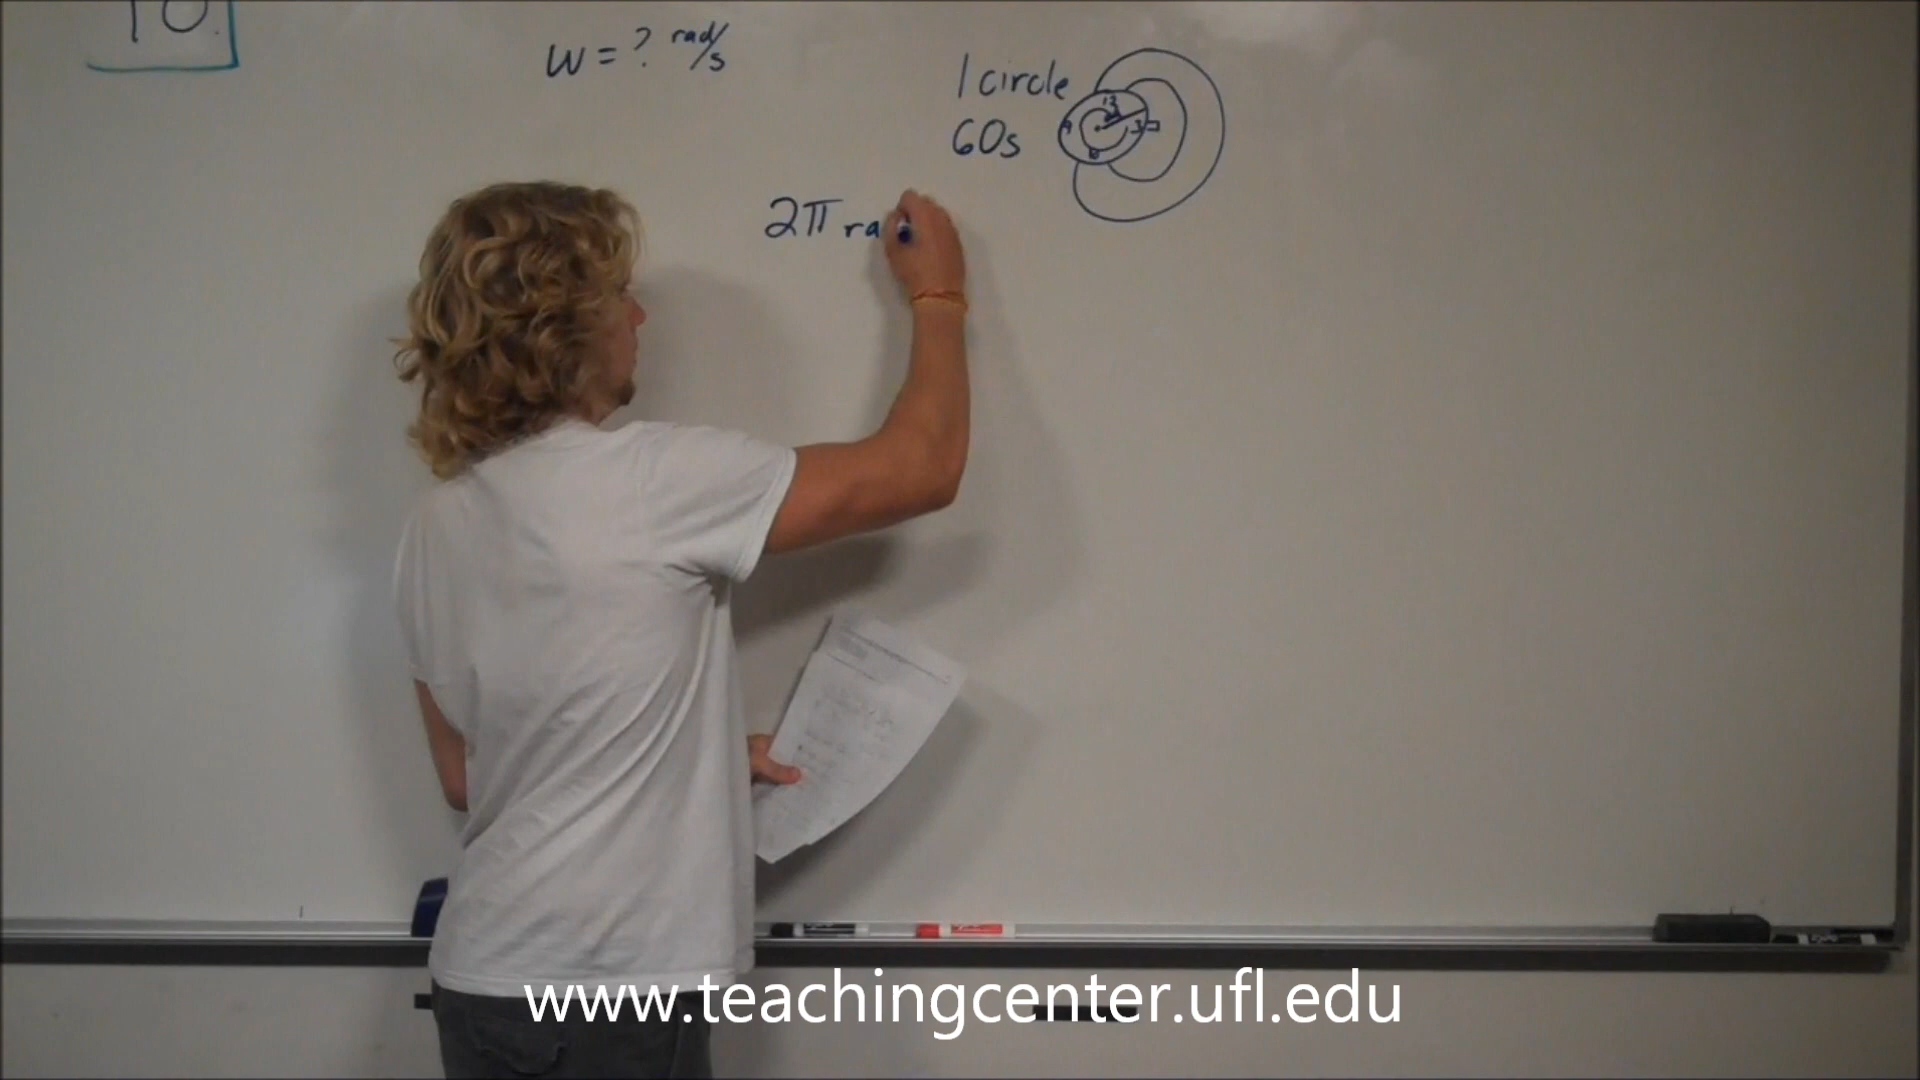 10.
w = ? rad/s
1 circle
60s
12
9 3
6
2π ra
www.teachingcenter.ufl.edu